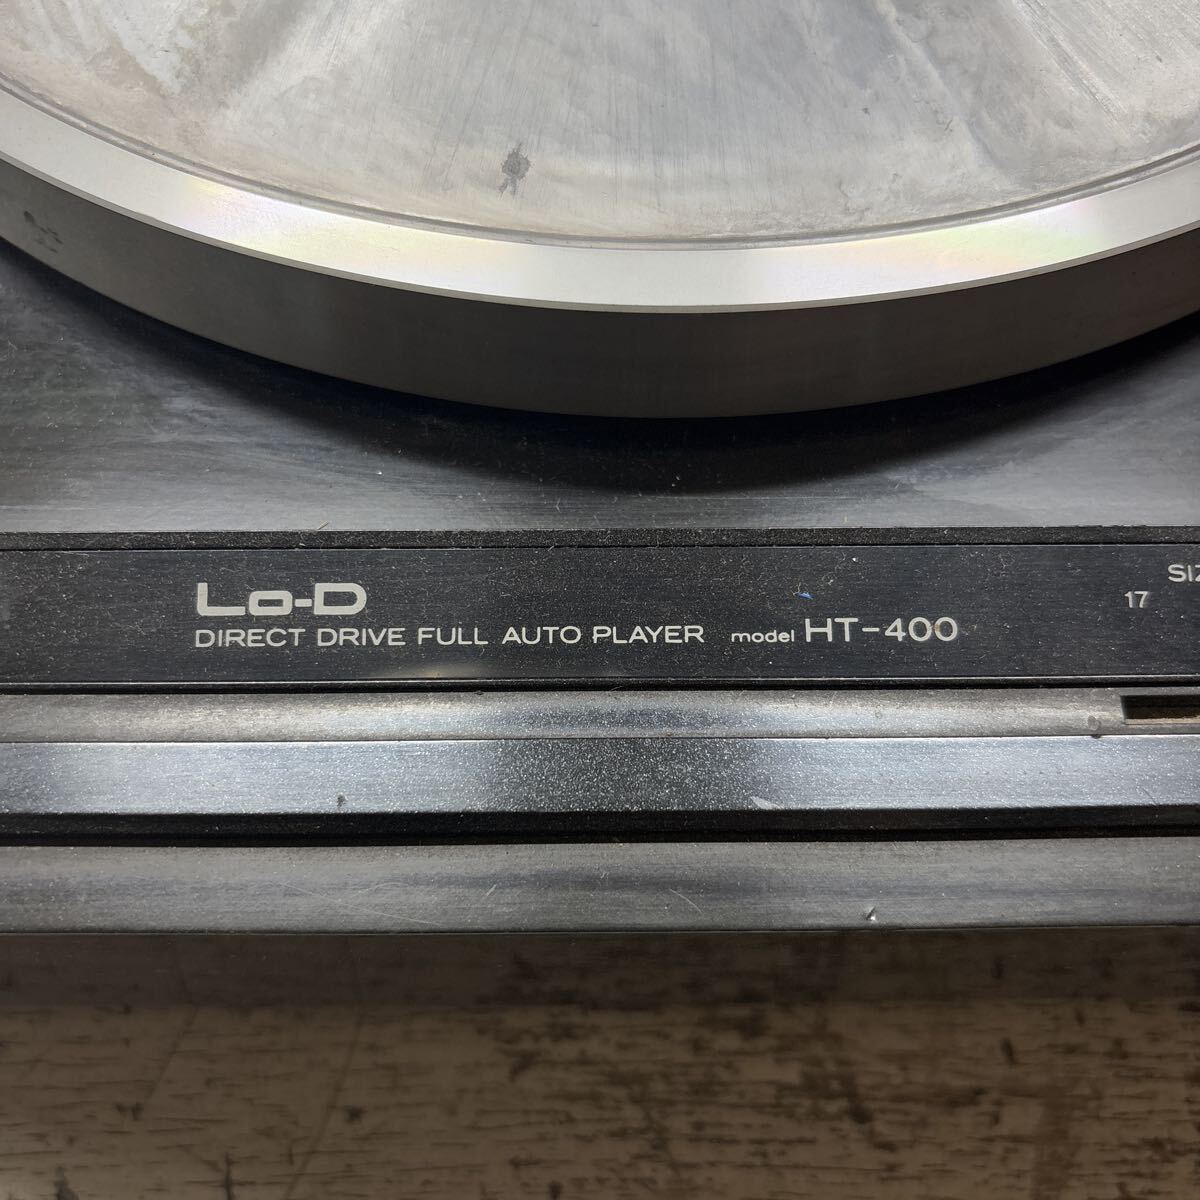 Lo-D
DIRECT DRIVE FULL AUTO PLAYER model HT-400
17